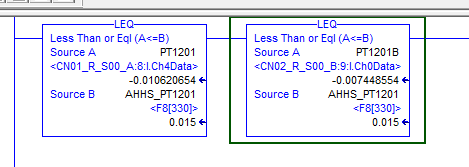 LEQ
Less Than or Eql (A<=B)
Source A PT1201
<CN01_R_S00_A:8:I.Ch4Data>
-0.010620654
Source B AHHS_PT1201
<F8[330]>
0.015
LEQ
Less Than or Eql (A<=B)
Source A PT1201B
<CN02_R_S00_B:9:I.Ch0Data>
-0.007448554
Source B AHHS_PT1201
<F8[330]>
0.015